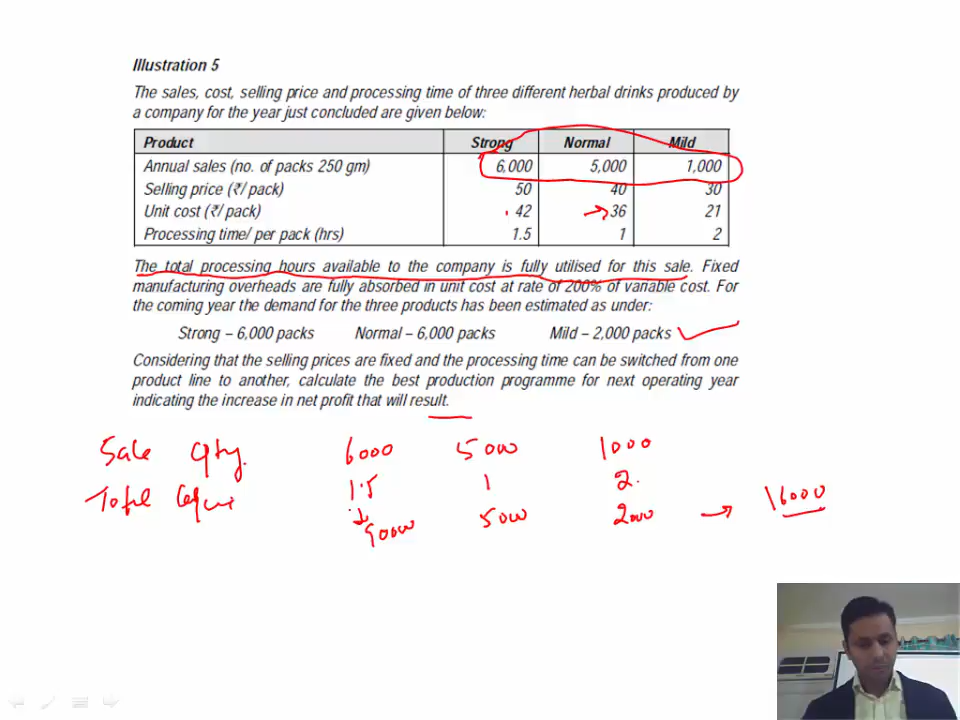 Illustration 5
The sales, cost, selling price and processing time of three different herbal drinks produced by
a company for the year just concluded are given below:
Product Strong Normal Mild
Annual sales (no. of packs 250 gm) 6,000 5,000 1,000
Selling price (₹/ pack) 50 40 30
Unit cost (₹/ pack) 42 36 21
Processing time/ per pack (hrs) 1.5 1 2
The total processing hours available to the company is fully utilised for this sale. Fixed
manufacturing overheads are fully absorbed in unit cost at rate of 200% of variable cost. For
the coming year the demand for the three products has been estimated as under:
Strong – 6,000 packs Normal – 6,000 packs Mild – 2,000 packs
Considering that the selling prices are fixed and the processing time can be switched from one
product line to another, calculate the best production programme for next operating year
indicating the increase in net profit that will result.
Sale Qty. 6000 5000 1000
Total 1.5 1 2
5000 2000 → 16000